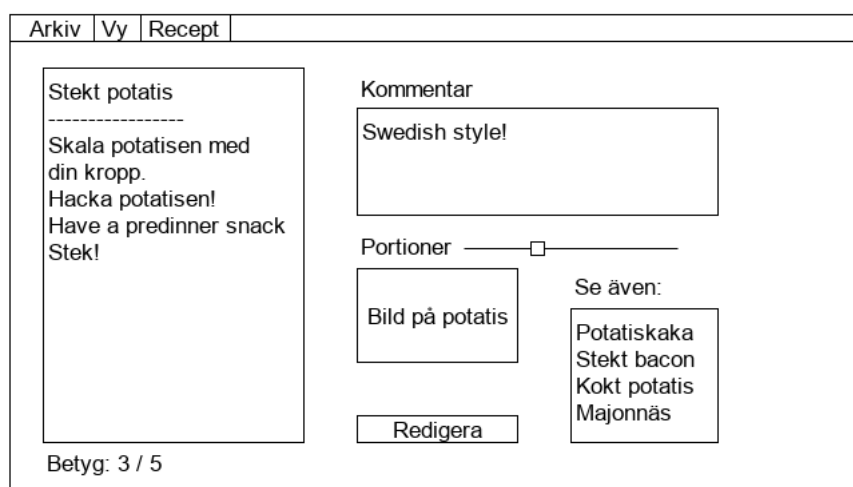 Arkiv Vy Recept
Stekt potatis
-----------------
Skala potatisen med
din kropp.
Hacka potatisen!
Have a predinner snack
Stek!
Betyg: 3 / 5
Kommentar
Swedish style!
Portioner
Bild på potatis
Redigera
Se även:
Potatiskaka
Stekt bacon
Kokt potatis
Majonnäs